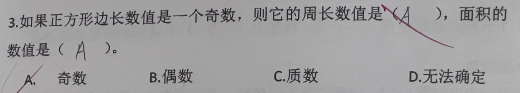 3.如果正方形边长数值是一个奇数，则它的周长数值是（A ），面积的
数值是（ A ）。
A. 奇数 B.偶数 C.质数 D.无法确定